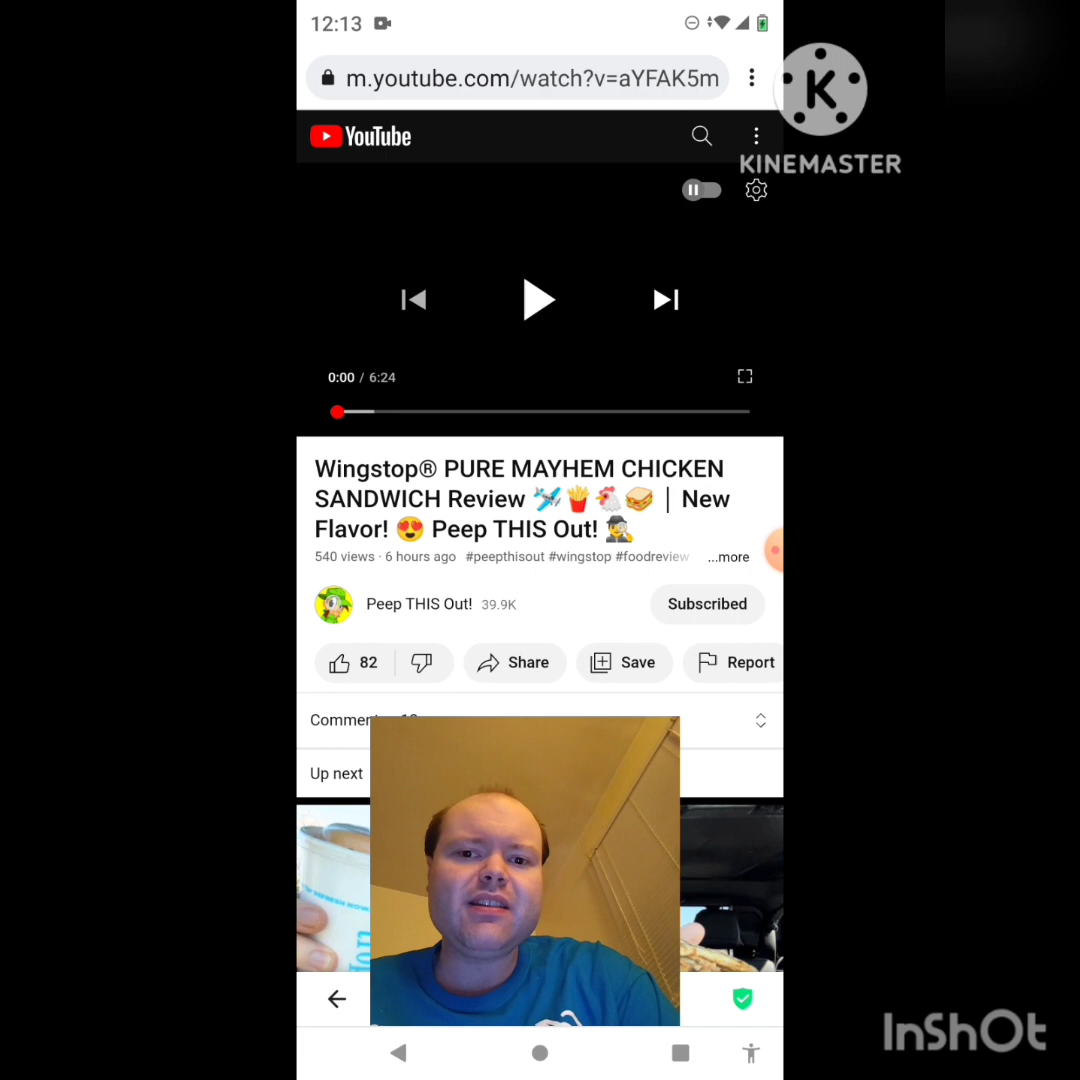 12:13
m.youtube.com/watch?v=aYFAK5m
K
KINEMASTER
YouTube
0:00 / 6:24
Wingstop® PURE MAYHEM CHICKEN
SANDWICH Review 🛩️🍟🐔🥪 | New
Flavor! 😍 Peep THIS Out! 🕵️
540 views · 6 hours ago #peepthisout #wingstop #foodreview ...more
Peep THIS Out! 39.9K Subscribed
82 Share Save Report
Up next
InShOt